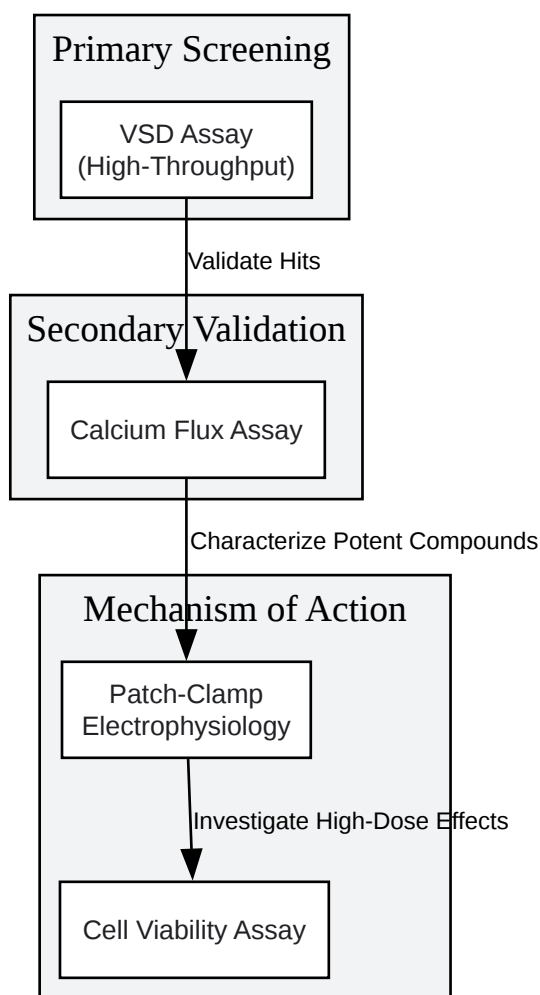 Primary Screening
VSD Assay
(High-Throughput)
Validate Hits
Secondary Validation
Calcium Flux Assay
Characterize Potent Compounds
Mechanism of Action
Patch-Clamp
Electrophysiology
Investigate High-Dose Effects
Cell Viability Assay